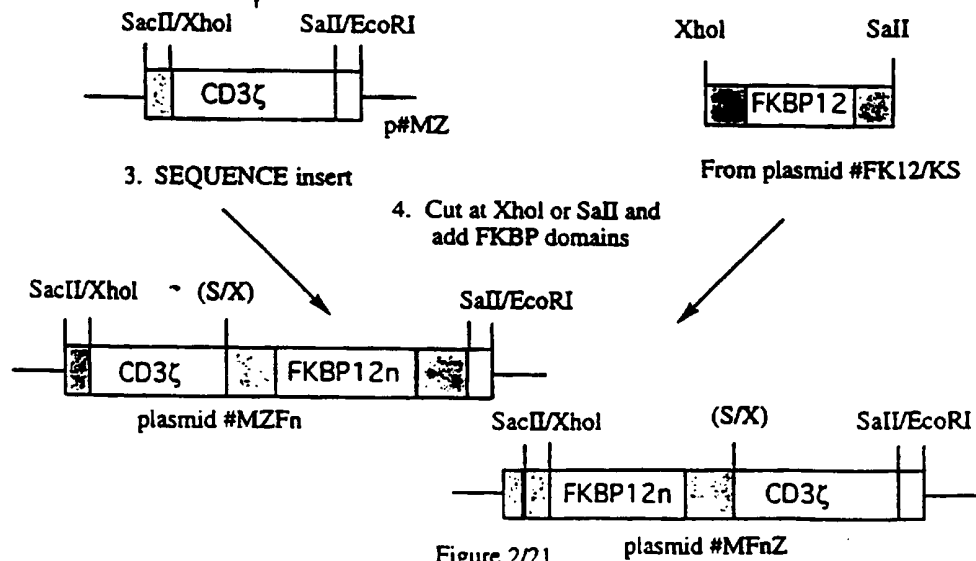 SacII/XhoI SalI/EcoRI
XhoI SalI
CD3ζ
FKBP12
p#MZ
3. SEQUENCE insert
From plasmid #FK12/KS
4. Cut at XhoI or SalI and
add FKBP domains
SacII/XhoI (S/X) SalI/EcoRI
CD3ζ FKBP12n
plasmid #MZFn
SacII/XhoI (S/X) SalI/EcoRI
FKBP12n CD3ζ
Figure 2/21
plasmid #MFnZ